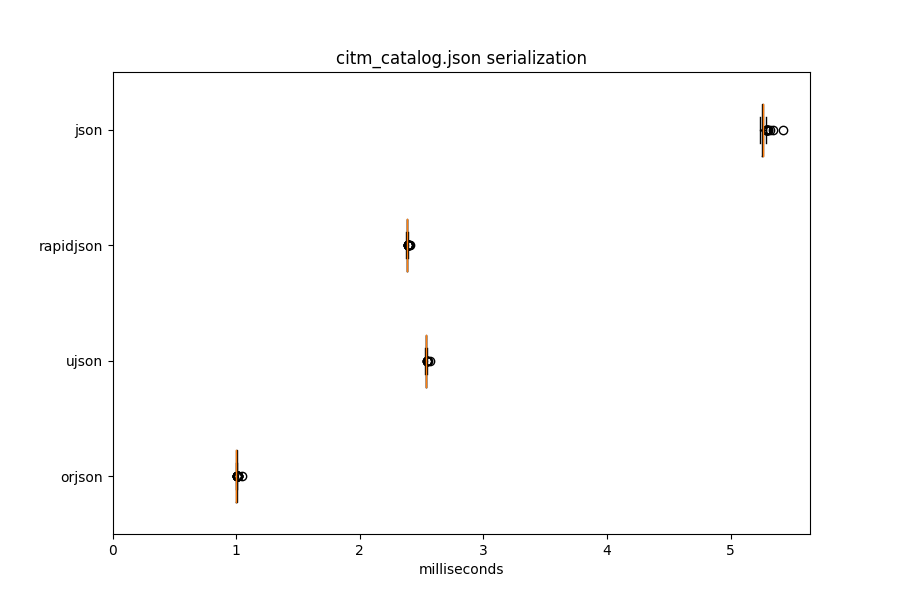 citm_catalog.json serialization
json
rapidjson
ujson
orjson
0 1 2 3 4 5
milliseconds